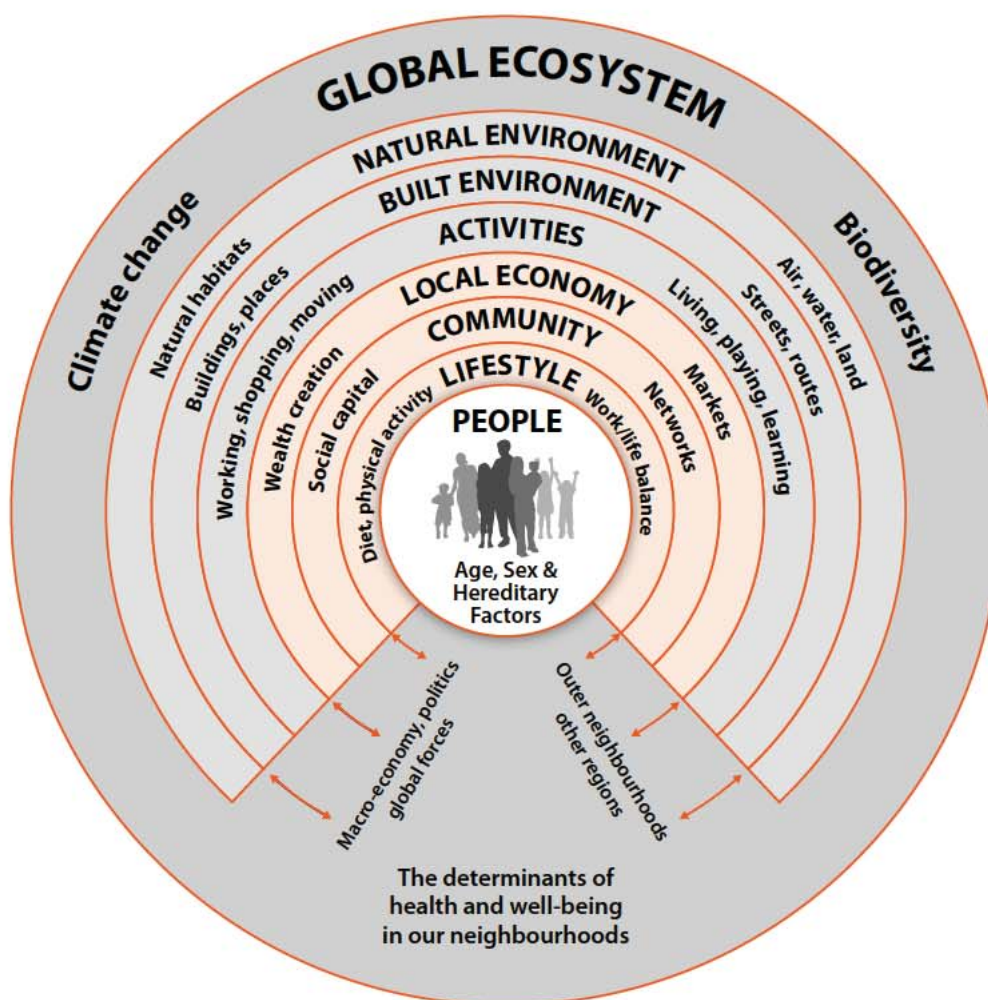 GLOBAL ECOSYSTEM
Climate change
Biodiversity
NATURAL ENVIRONMENT
Natural habitats
Air, water, land
BUILT ENVIRONMENT
Buildings, places
Streets, routes
ACTIVITIES
Working, shopping, moving
Living, playing, learning
LOCAL ECONOMY
Wealth creation
Markets
COMMUNITY
Social capital
Networks
LIFESTYLE
Diet, physical activity
Work/life balance
PEOPLE
Age, Sex &
Hereditary
Factors
Macro-economy, politics
global forces
Outer neighbourhoods
other regions
The determinants of
health and well-being
in our neighbourhoods